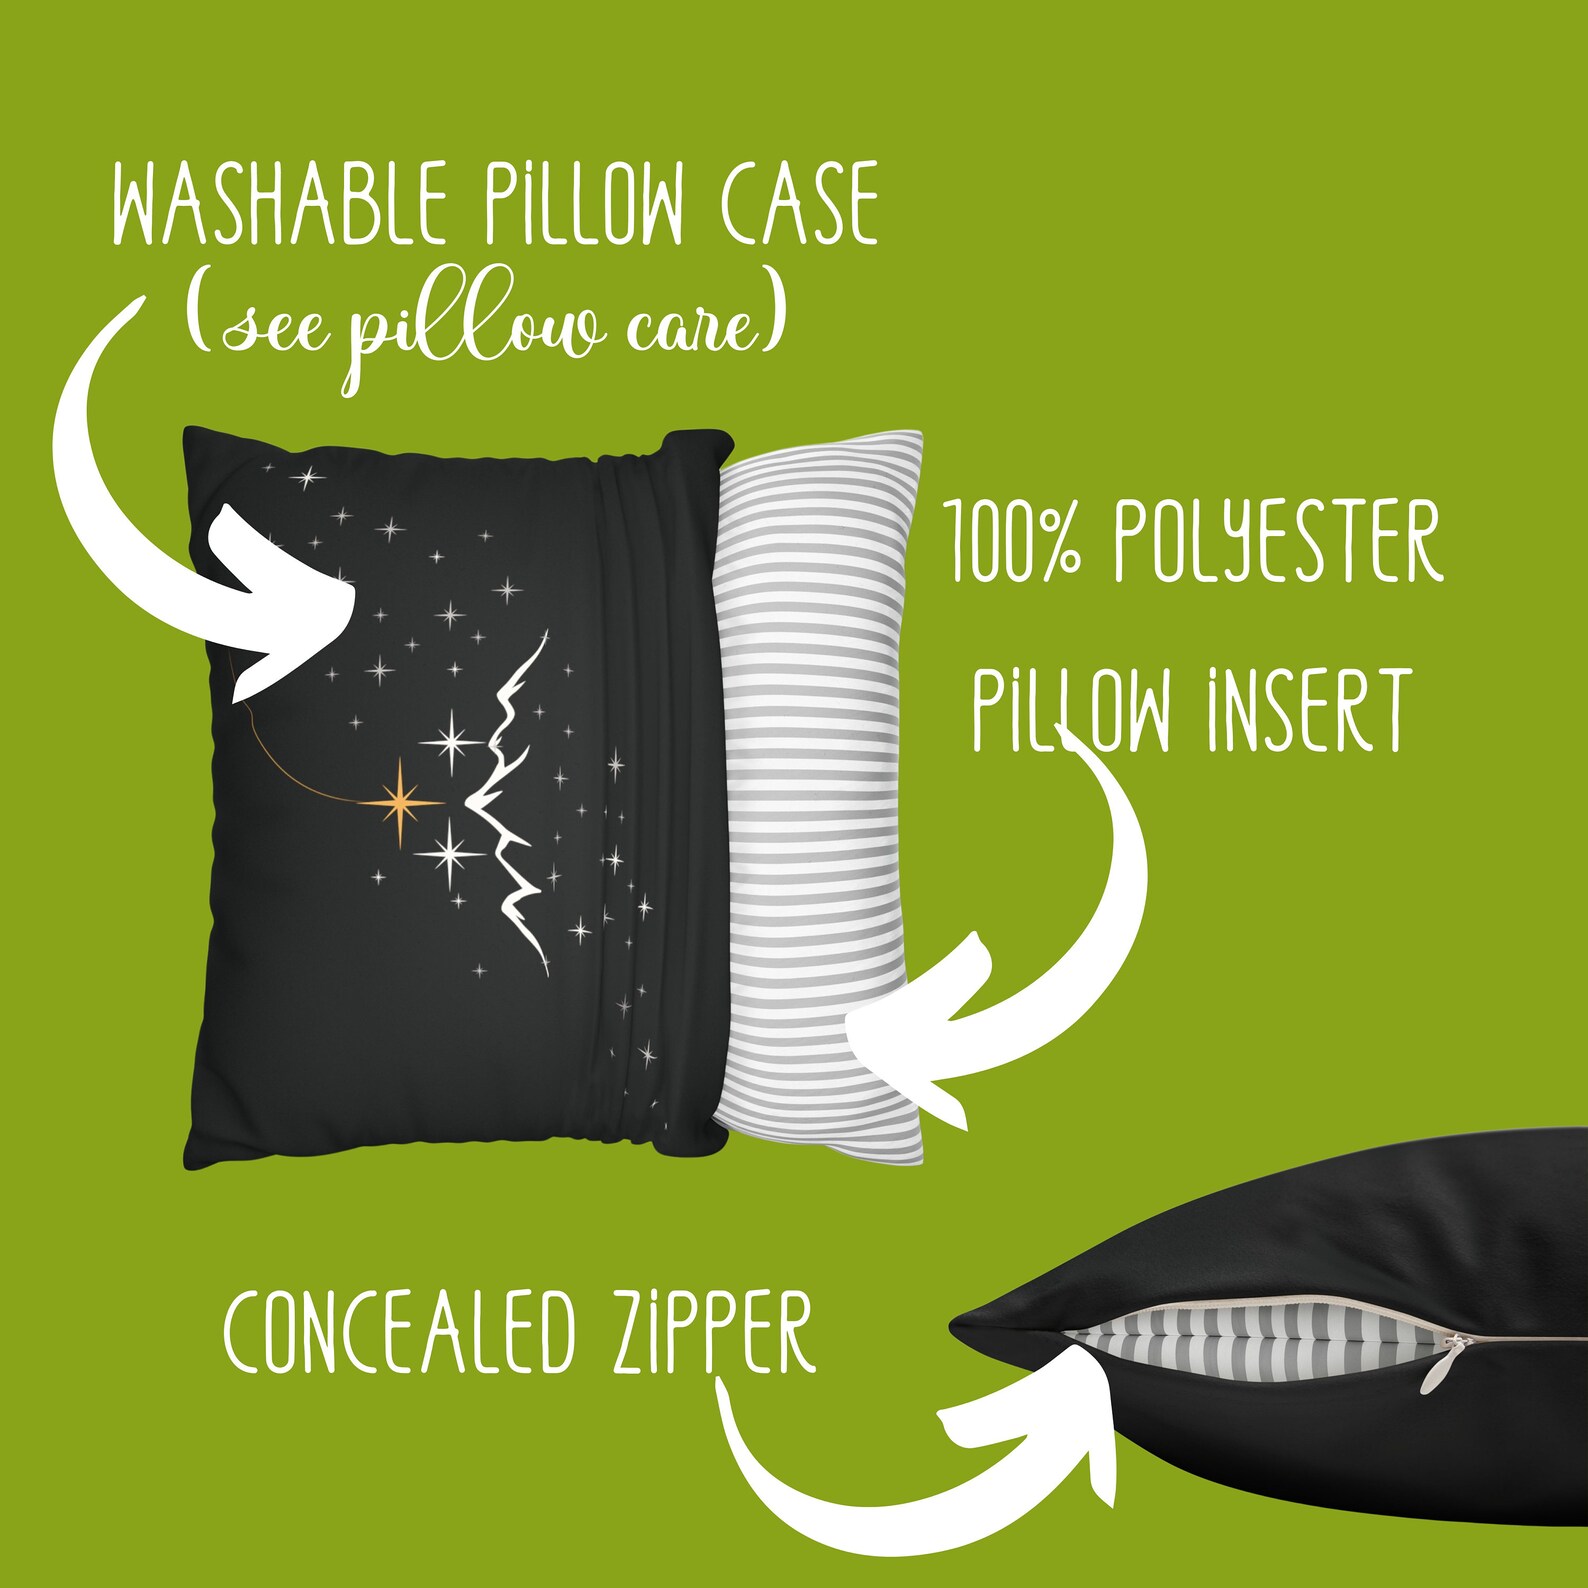 WASHABLE PiLLOW CASE
(see pillow care)
100% POLYESTER
PiLLOW iNSERT
CONCEALED ZiPPER